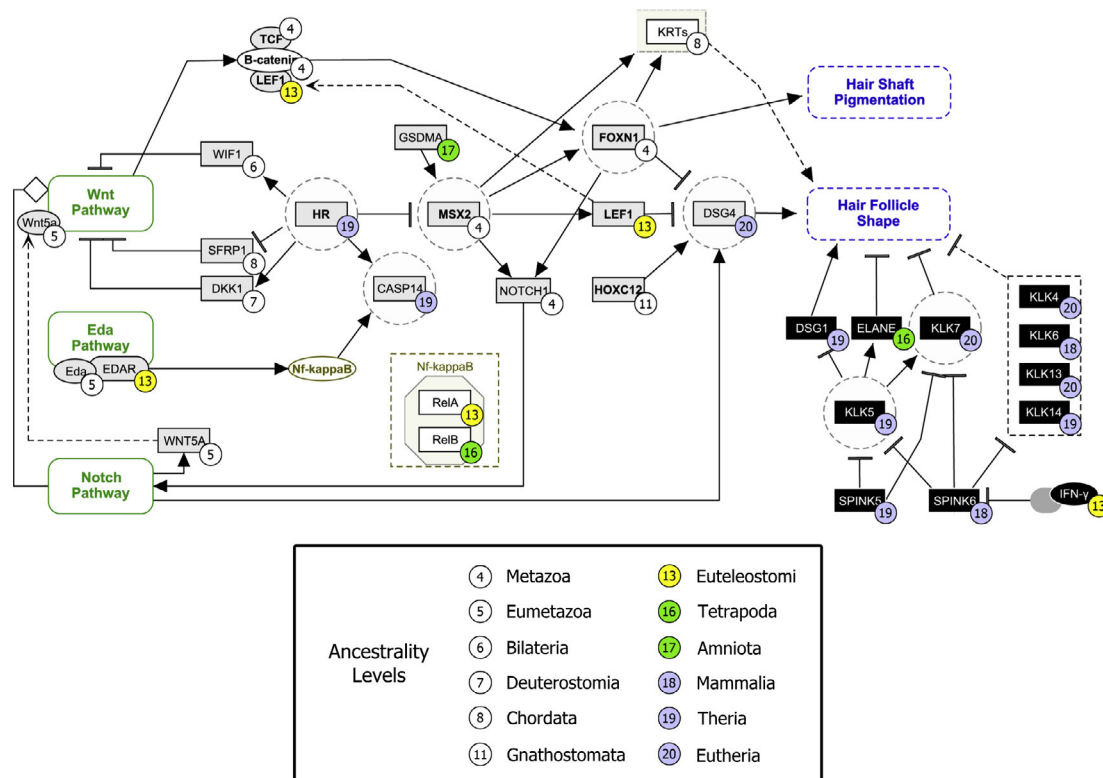 TCF
4
B-catenin
4
LEF1
13
KRTs
8
Hair Shaft
Pigmentation
GSDMA
17
FOXN1
4
WIF1
6
Wnt
Pathway
Wnt5a
5
HR
19
MSX2
4
LEF1
13
DSG4
20
Hair Follicle
Shape
SFRP1
8
DKK1
7
CASP14
19
NOTCH1
4
HOXC12
11
KLK4
20
DSG1
19
ELANE
16
KLK7
20
KLK6
18
KLK13
20
KLK14
19
Eda
Pathway
Eda
5
EDAR
13
Nf-kappaB
Nf-kappaB
RelA
13
RelB
16
KLK5
19
WNT5A
5
Notch
Pathway
SPINK5
19
SPINK6
18
IFN-γ
13
Ancestrality
Levels
4 Metazoa
5 Eumetazoa
6 Bilateria
7 Deuterostomia
8 Chordata
11 Gnathostomata
13 Euteleostomi
16 Tetrapoda
17 Amniota
18 Mammalia
19 Theria
20 Eutheria